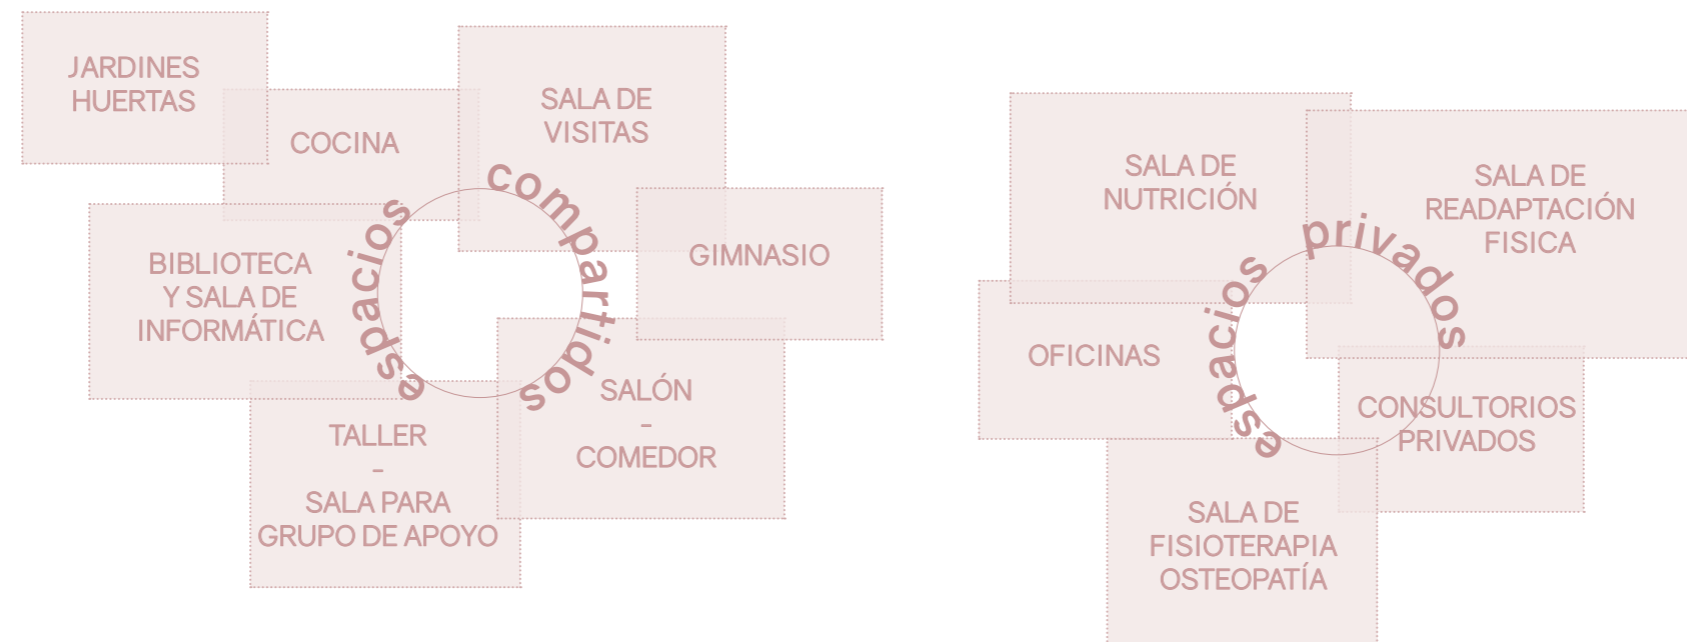 JARDINES
HUERTAS
COCINA
SALA DE
VISITAS
GIMNASIO
BIBLIOTECA
Y SALA DE
INFORMÁTICA
espacios compartidos
SALÓN
-
COMEDOR
TALLER
-
SALA PARA
GRUPO DE APOYO
SALA DE
NUTRICIÓN
SALA DE
READAPTACIÓN
FISICA
espacios privados
OFICINAS
CONSULTORIOS
PRIVADOS
SALA DE
FISIOTERAPIA
OSTEOPATÍA